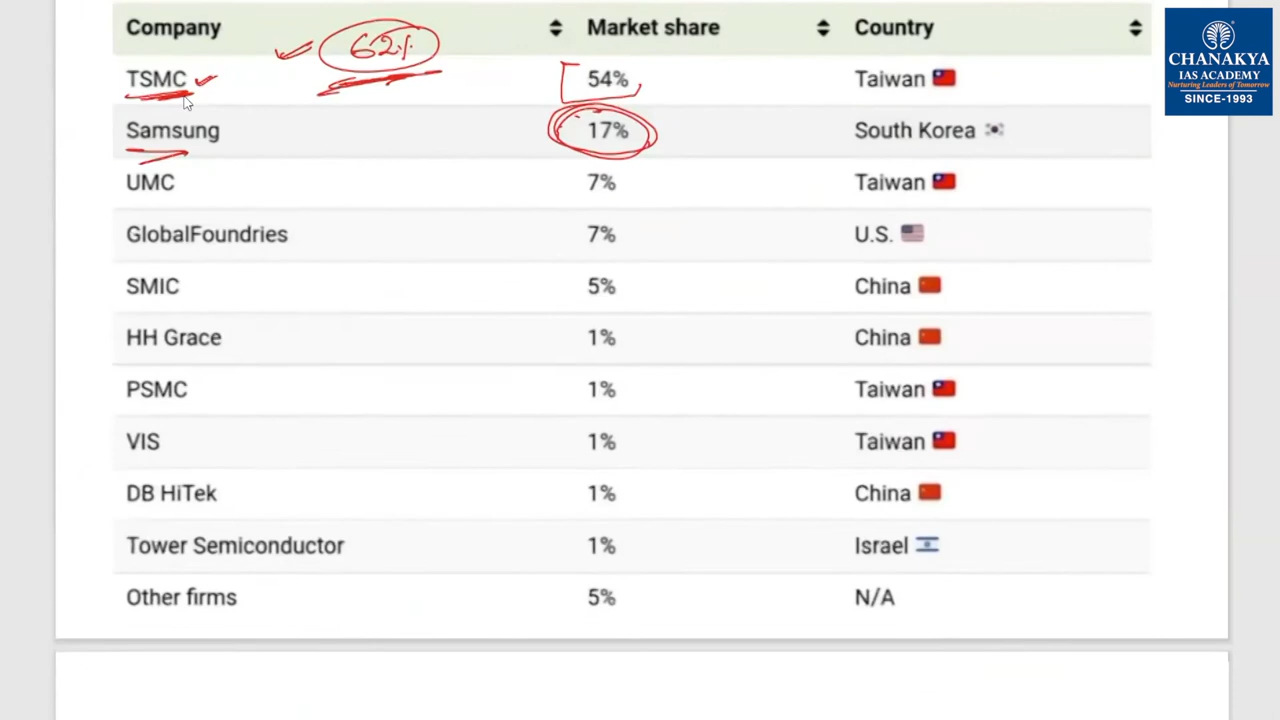 Company Market share Country
62%
TSMC 54% Taiwan
Samsung 17% South Korea
UMC 7% Taiwan
GlobalFoundries 7% U.S.
SMIC 5% China
HH Grace 1% China
PSMC 1% Taiwan
VIS 1% Taiwan
DB HiTek 1% China
Tower Semiconductor 1% Israel
Other firms 5% N/A
CHANAKYA
IAS ACADEMY
Nurturing Leaders of Tomorrow
SINCE-1993